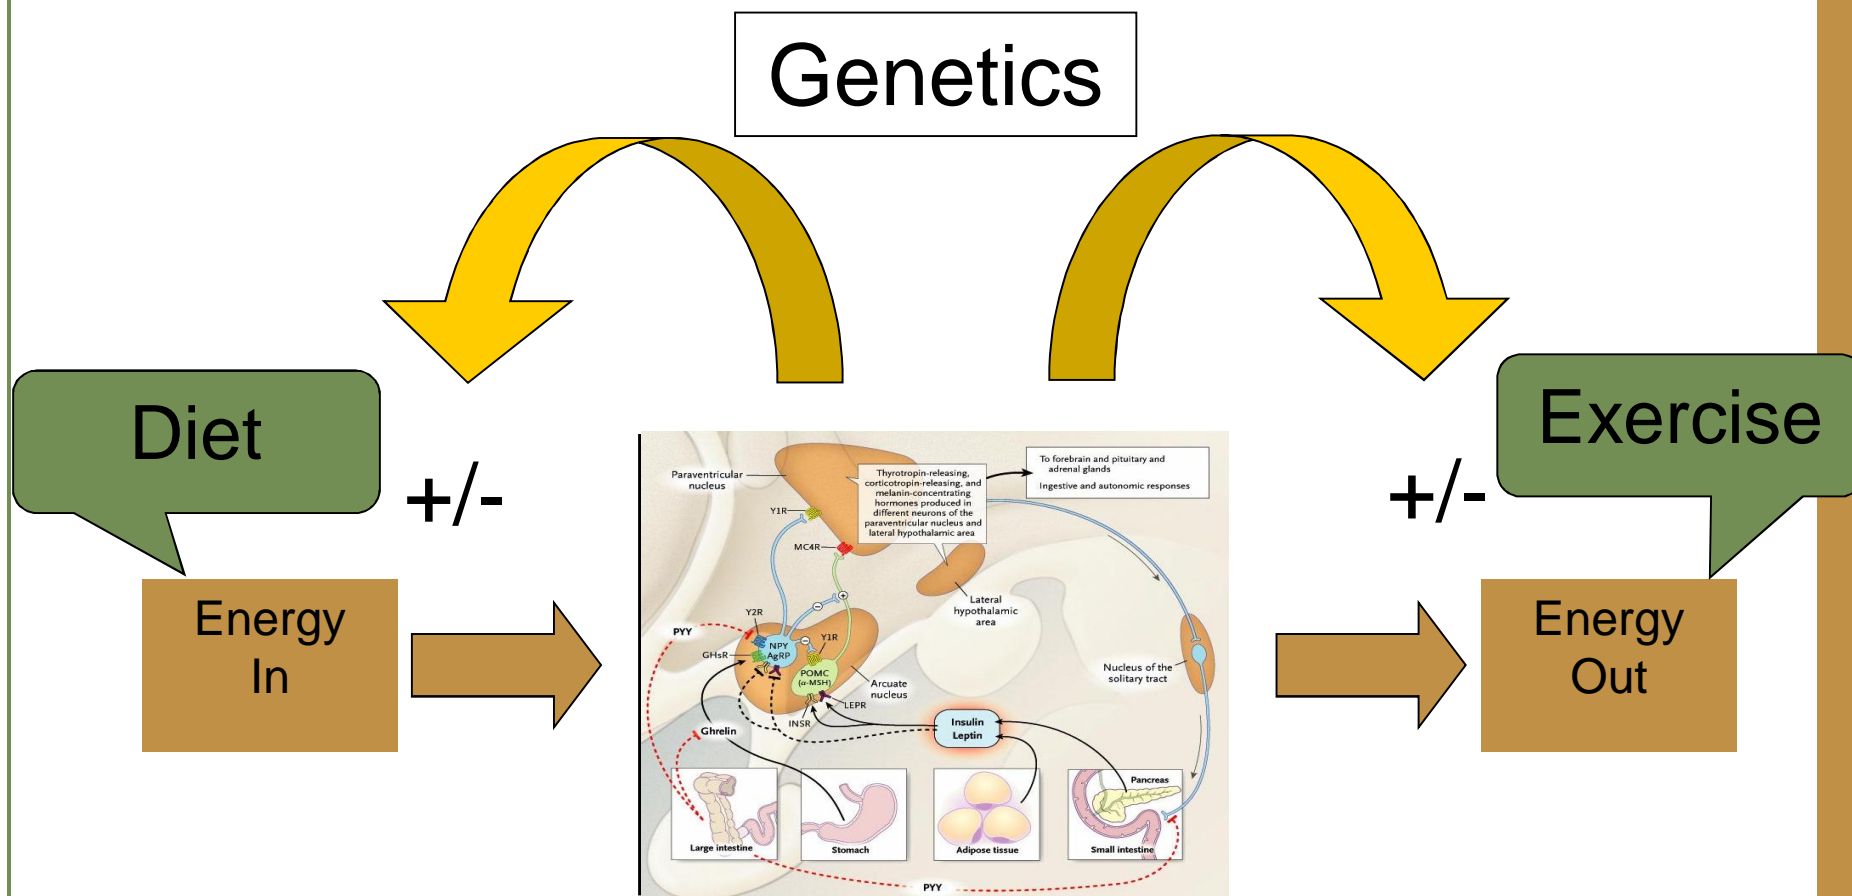 Genetics
Diet
+/-
Energy
In
Paraventricular
nucleus
Thyrotropin-releasing,
corticotropin-releasing, and
melanin-concentrating
hormones produced in
different neurons of the
paraventricular nucleus and
lateral hypothalamic area
To forebrain and pituitary and
adrenal glands
Ingestive and autonomic responses
Y1R
MC4R
Lateral
hypothalamic
area
Y2R
PYY
NPY
AgRP
Y1R
GHsR
POMC
(α-MSH)
Arcuate
nucleus
LEPR
INSR
Ghrelin
Insulin
Leptin
Nucleus of the
solitary tract
Large intestine
Stomach
Adipose tissue
Pancreas
Small intestine
PYY
+/-
Exercise
Energy
Out